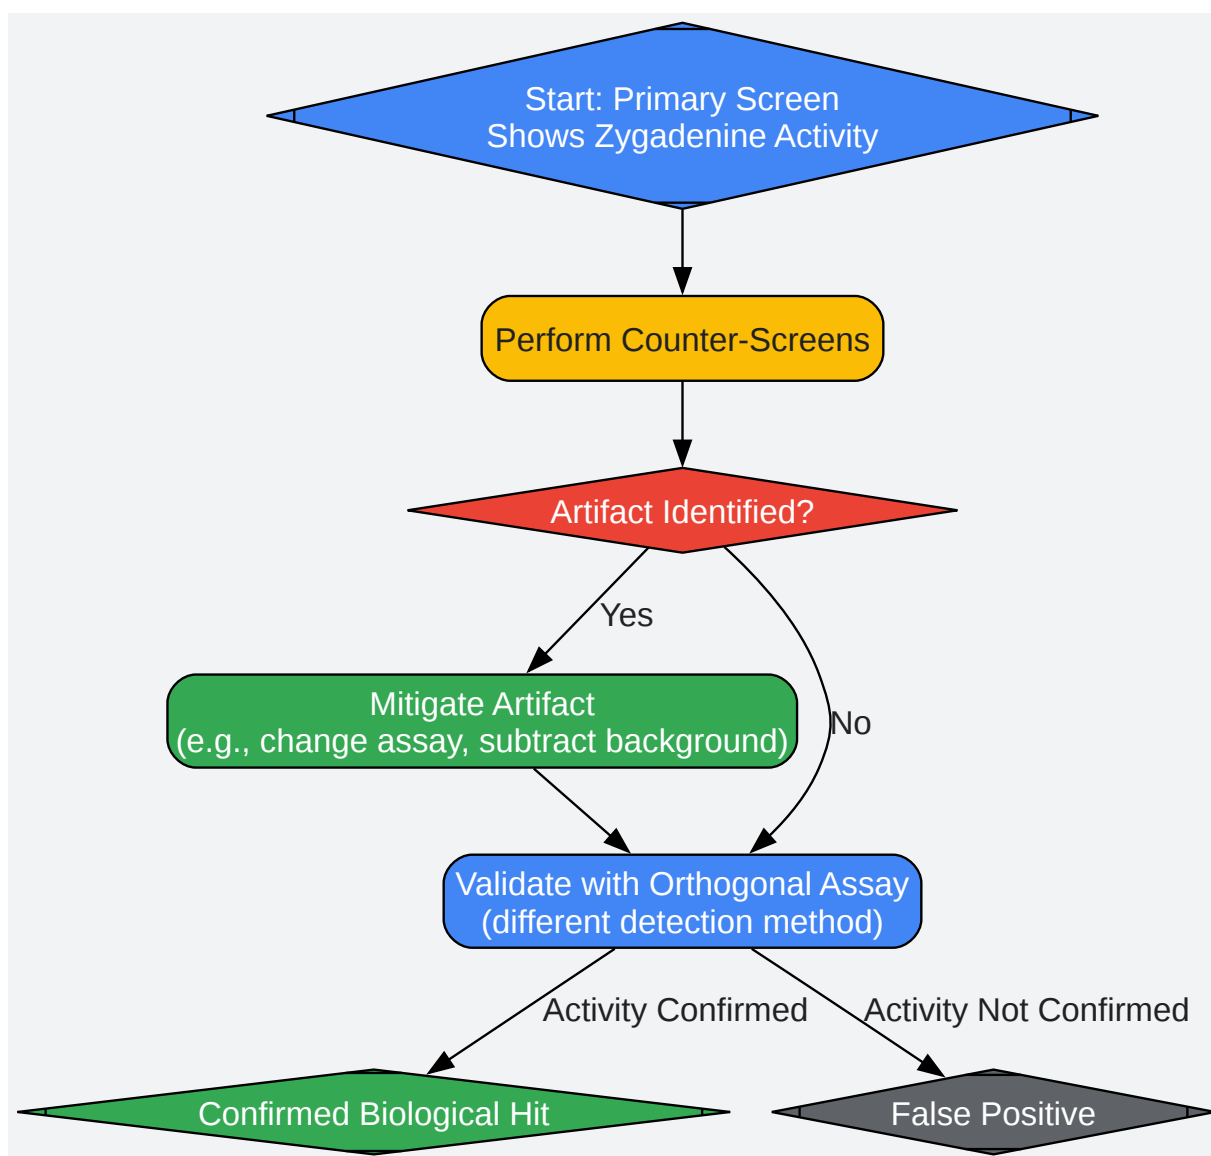 Start: Primary Screen
Shows Zygadenine Activity
Perform Counter-Screens
Artifact Identified?
Yes
Mitigate Artifact
(e.g., change assay, subtract background)
No
Validate with Orthogonal Assay
(different detection method)
Activity Confirmed
Activity Not Confirmed
Confirmed Biological Hit
False Positive